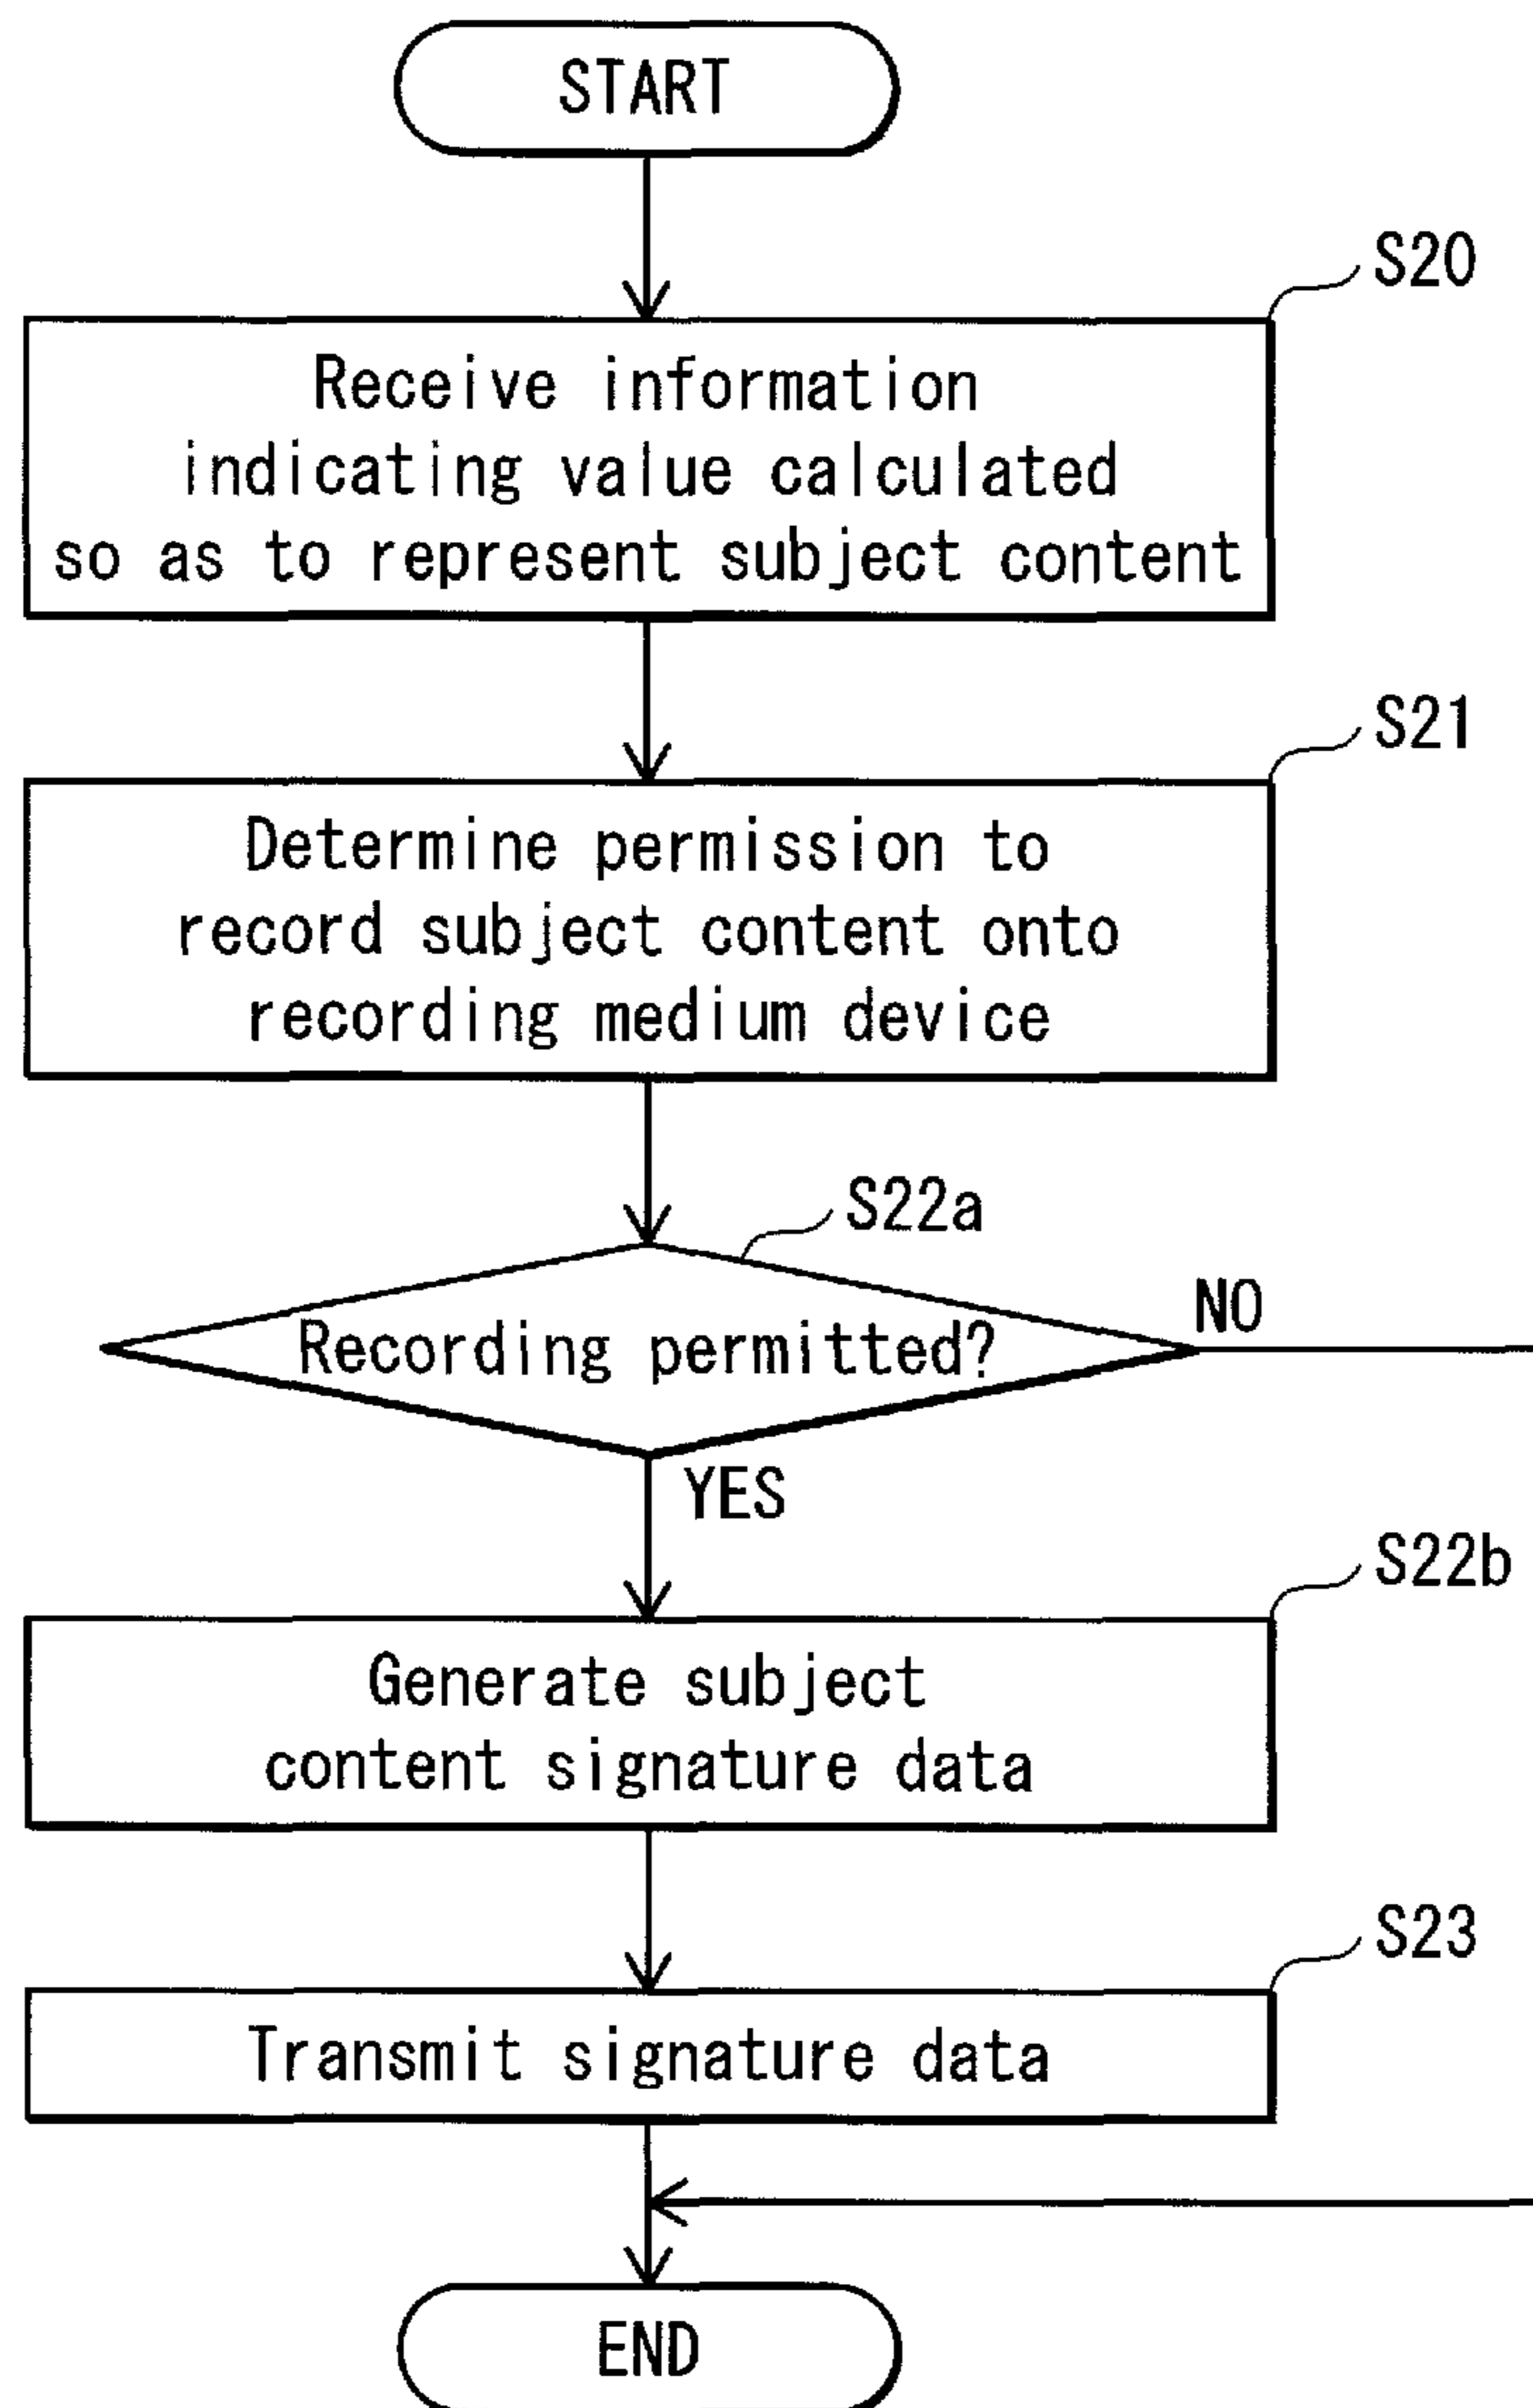 START
S20
Receive information
indicating value calculated
so as to represent subject content
S21
Determine permission to
record subject content onto
recording medium device
S22a
Recording permitted?
NO
YES
S22b
Generate subject
content signature data
S23
Transmit signature data
END